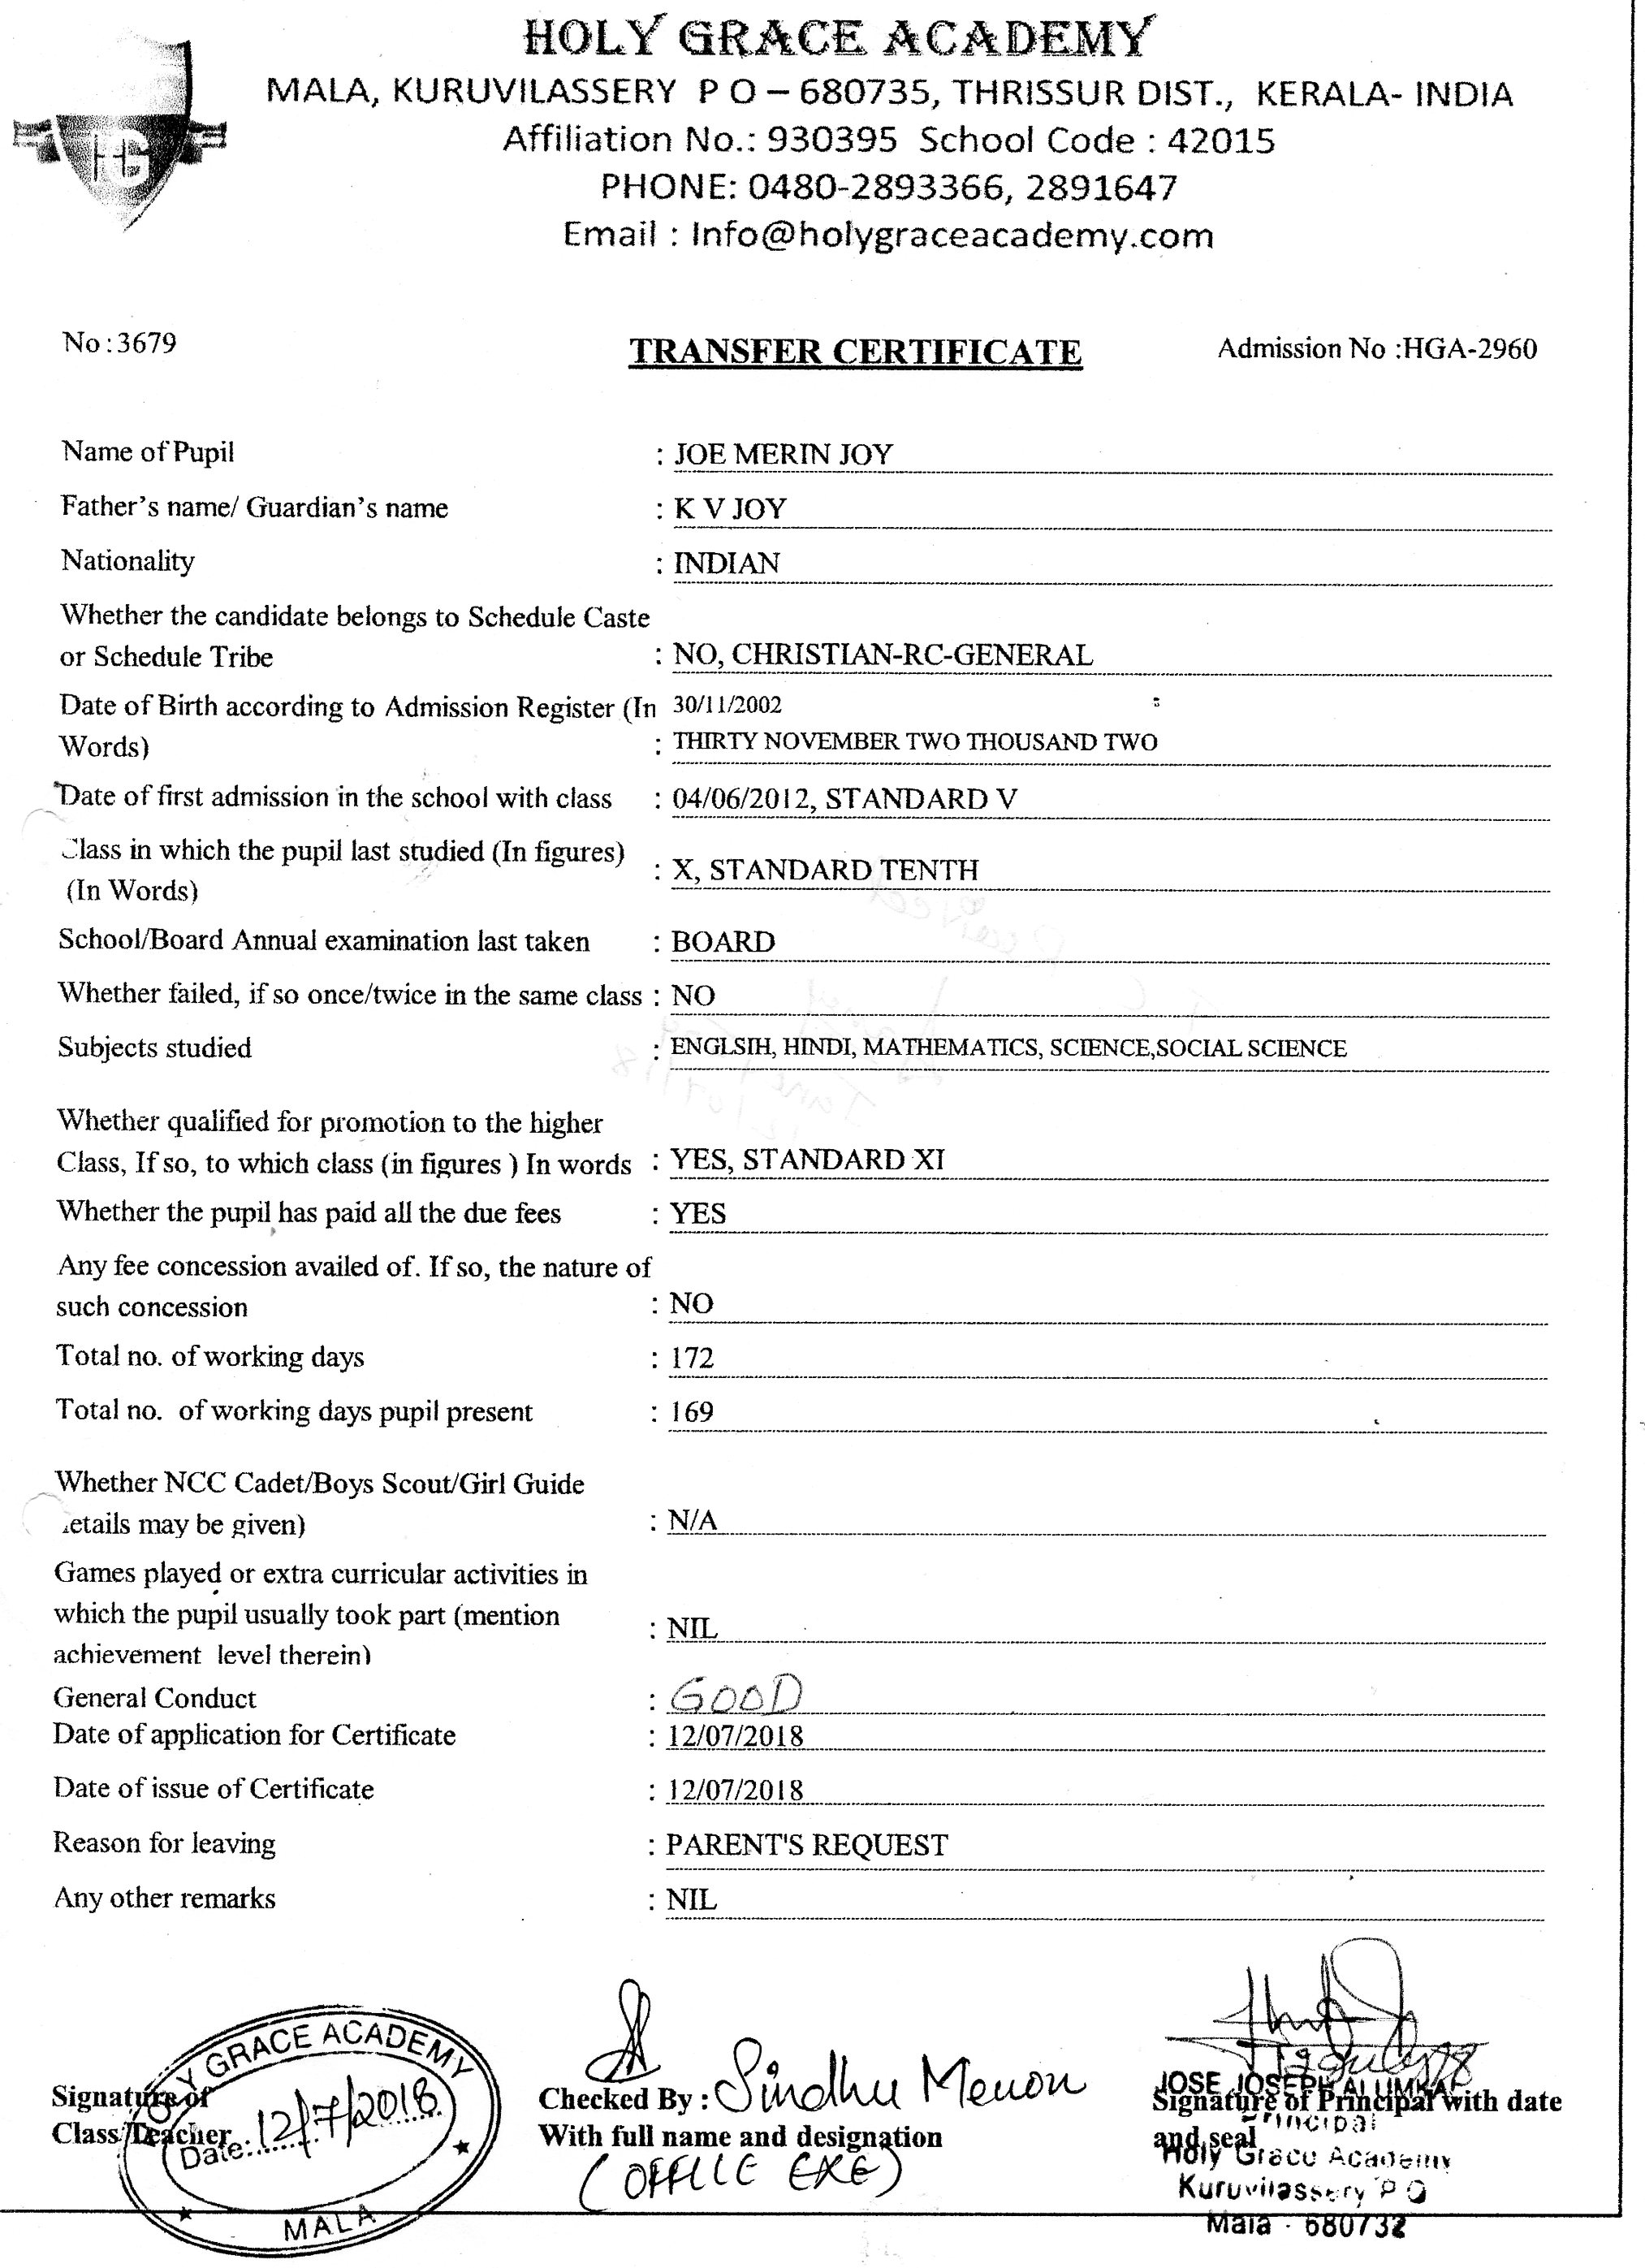 HOLY GRACE ACADEMY
MALA, KURUVILASSERY P O – 680735, THRISSUR DIST., KERALA- INDIA
Affiliation No.: 930395 School Code : 42015
PHONE: 0480-2893366, 2891647
Email : Info@holygraceacademy.com
HG
No : 3679
TRANSFER CERTIFICATE
Admission No :HGA-2960
Name of Pupil : JOE MERIN JOY
Father's name/ Guardian's name : K V JOY
Nationality : INDIAN
Whether the candidate belongs to Schedule Caste
or Schedule Tribe : NO, CHRISTIAN-RC-GENERAL
Date of Birth according to Admission Register (In 30/11/2002
Words) : THIRTY NOVEMBER TWO THOUSAND TWO
Date of first admission in the school with class : 04/06/2012, STANDARD V
Class in which the pupil last studied (In figures)
(In Words) : X, STANDARD TENTH
School/Board Annual examination last taken : BOARD
Whether failed, if so once/twice in the same class : NO
Subjects studied : ENGLSIH, HINDI, MATHEMATICS, SCIENCE,SOCIAL SCIENCE
Whether qualified for promotion to the higher
Class, If so, to which class (in figures ) In words : YES, STANDARD XI
Whether the pupil has paid all the due fees : YES
Any fee concession availed of. If so, the nature of
such concession : NO
Total no. of working days : 172
Total no. of working days pupil present : 169
Whether NCC Cadet/Boys Scout/Girl Guide
etails may be given) : N/A
Games played or extra curricular activities in
which the pupil usually took part (mention
achievement level therein) : NIL
General Conduct : GOOD
Date of application for Certificate : 12/07/2018
Date of issue of Certificate : 12/07/2018
Reason for leaving : PARENT'S REQUEST
Any other remarks : NIL
Signature of
Class Teacher
GRACE ACADEMY
Date: 12/7/2018
MALA
Checked By : Sindhu Menon
With full name and designation
(OFFICE EXE)
12 July 18
JOSE JOSEPH ALUMKAL
Signature of Principal with date
and seal
Principal
Holy Grace Academy
Kuruvilassery P O
Mala - 680732